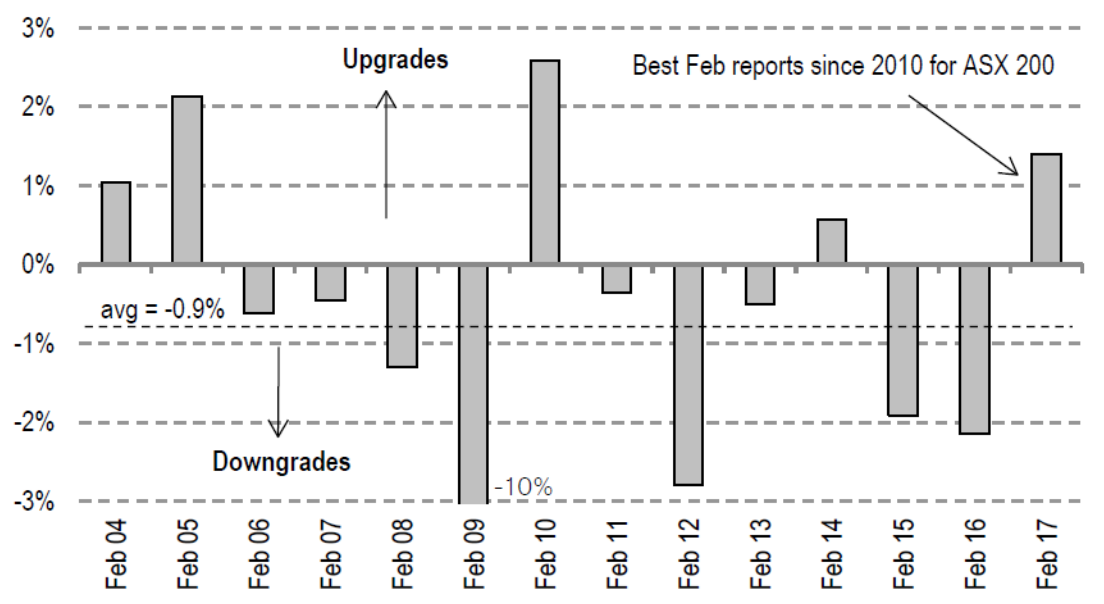 3%
Upgrades
Best Feb reports since 2010 for ASX 200
2%
1%
0%
avg = -0.9%
-1%
-2%
Downgrades
-10%
-3%
Feb 04
Feb 05
Feb 06
Feb 07
Feb 08
Feb 09
Feb 10
Feb 11
Feb 12
Feb 13
Feb 14
Feb 15
Feb 16
Feb 17